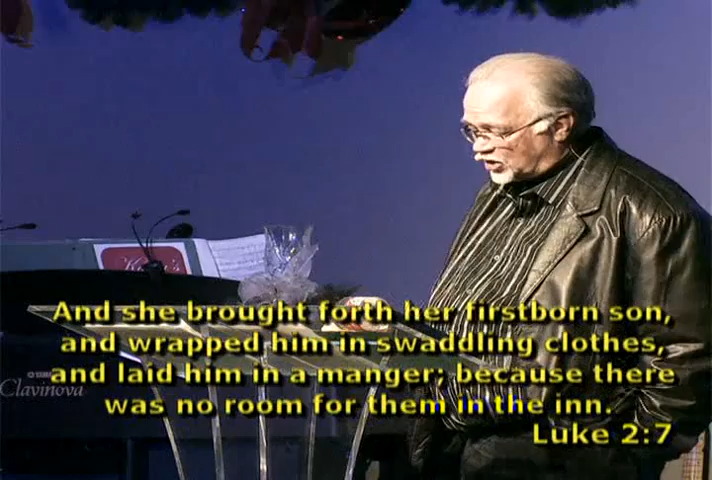 And she brought forth her firstborn son,
and wrapped him in swaddling clothes,
and laid him in a manger; because there
was no room for them in the inn.
Luke 2:7
Clavinova